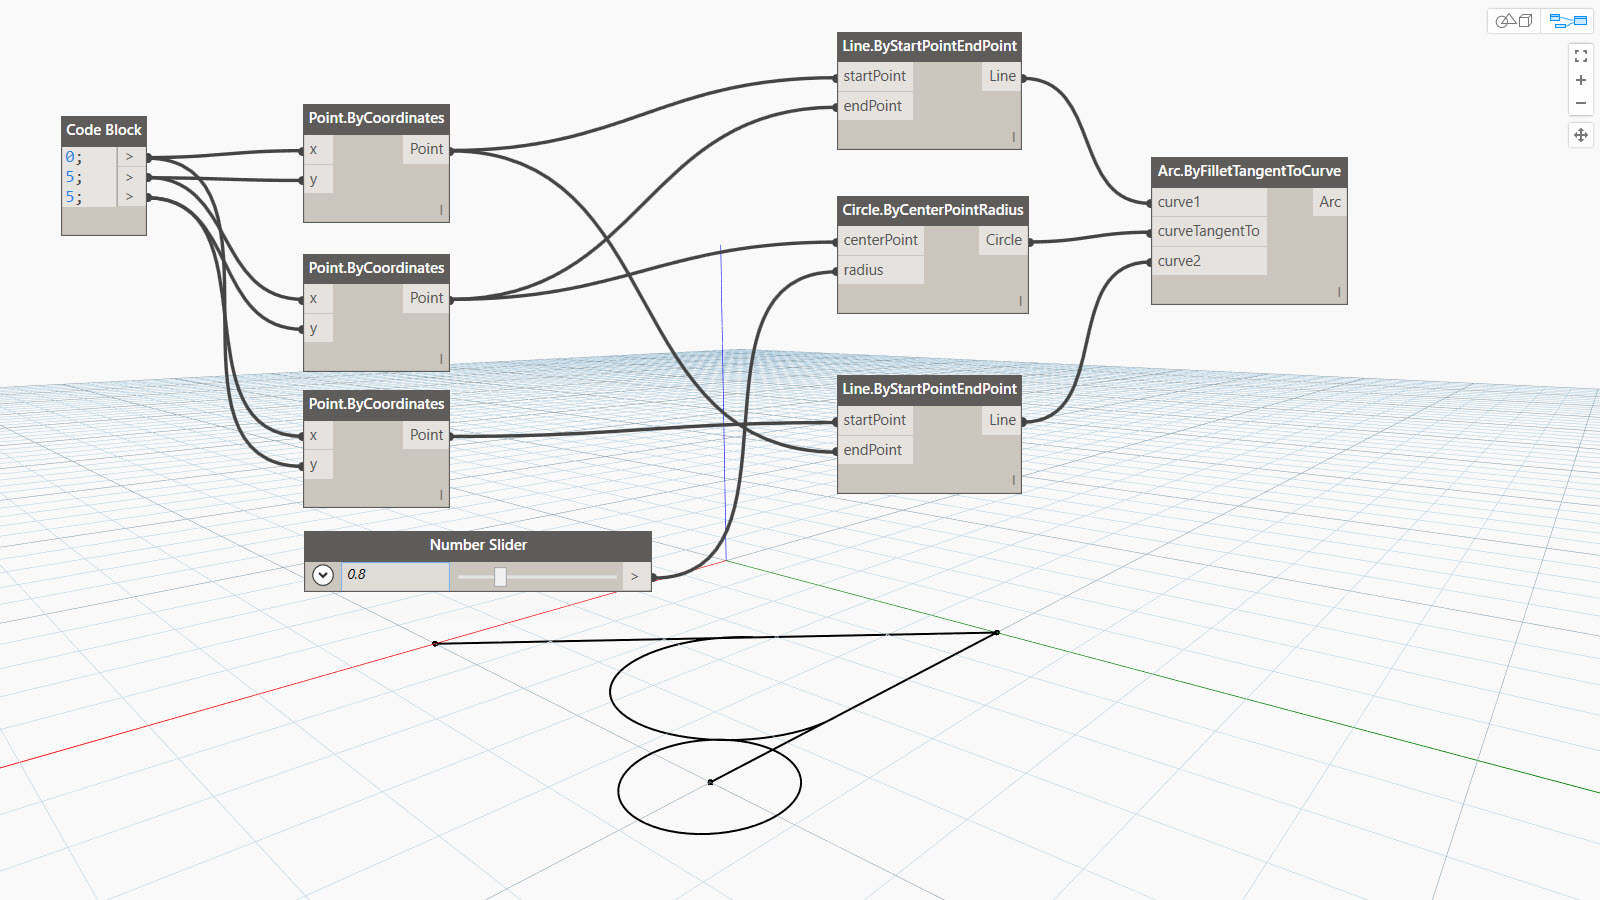 Code Block
0; >
5; >
5; >
Point.ByCoordinates
x Point
y
l
Point.ByCoordinates
x Point
y
l
Point.ByCoordinates
x Point
y
l
Number Slider
0.8 >
Line.ByStartPointEndPoint
startPoint Line
endPoint
l
Circle.ByCenterPointRadius
centerPoint Circle
radius
l
Line.ByStartPointEndPoint
startPoint Line
endPoint
l
Arc.ByFilletTangentToCurve
curve1 Arc
curveTangentTo
curve2
l